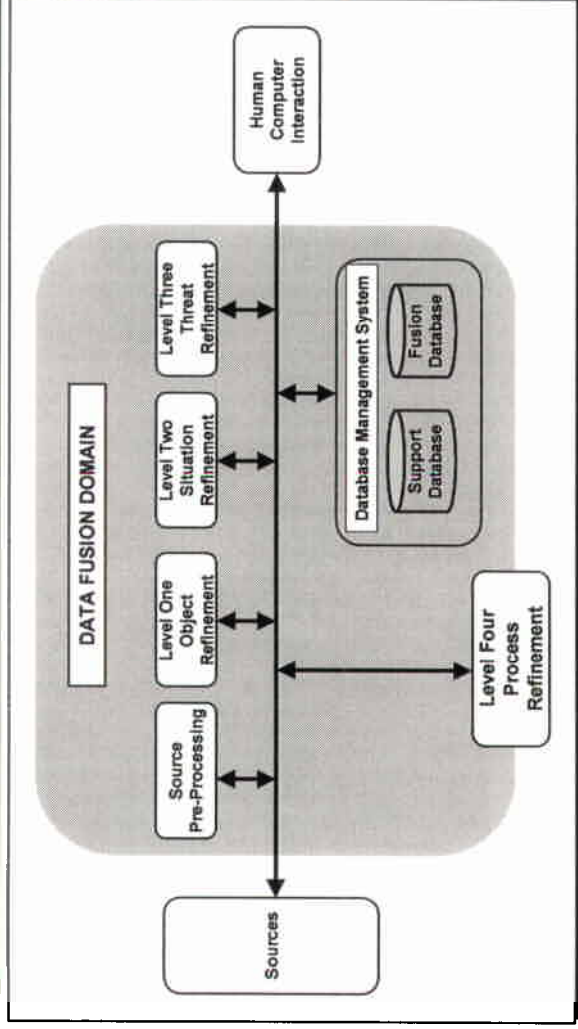 DATA FUSION DOMAIN
Sources
Source
Pre-Processing
Level One
Object
Refinement
Level Two
Situation
Refinement
Level Three
Threat
Refinement
Human
Computer
Interaction
Level Four
Process
Refinement
Database Management System
Support
Database
Fusion
Database